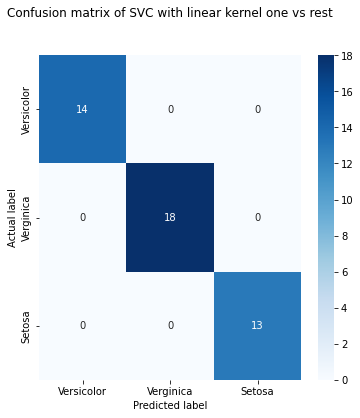 Confusion matrix of SVC with linear kernel one vs rest
Actual label
Versicolor
14 0 0
Verginica
0 18 0
Setosa
0 0 13
Versicolor Verginica Setosa
Predicted label
18
16
14
12
10
8
6
4
2
0